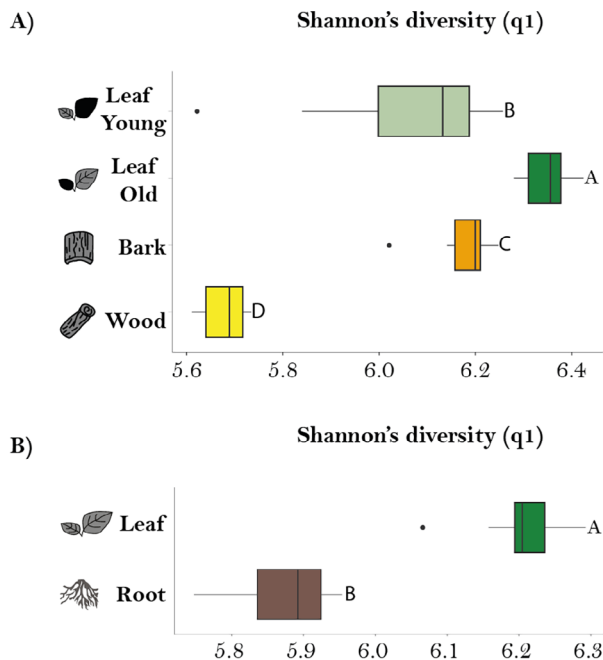 A) Shannon's diversity (q1)
Leaf
Young
B
Leaf
Old
A
Bark
C
Wood
D
5.6 5.8 6.0 6.2 6.4
B) Shannon's diversity (q1)
Leaf
A
Root
B
5.8 5.9 6.0 6.1 6.2 6.3